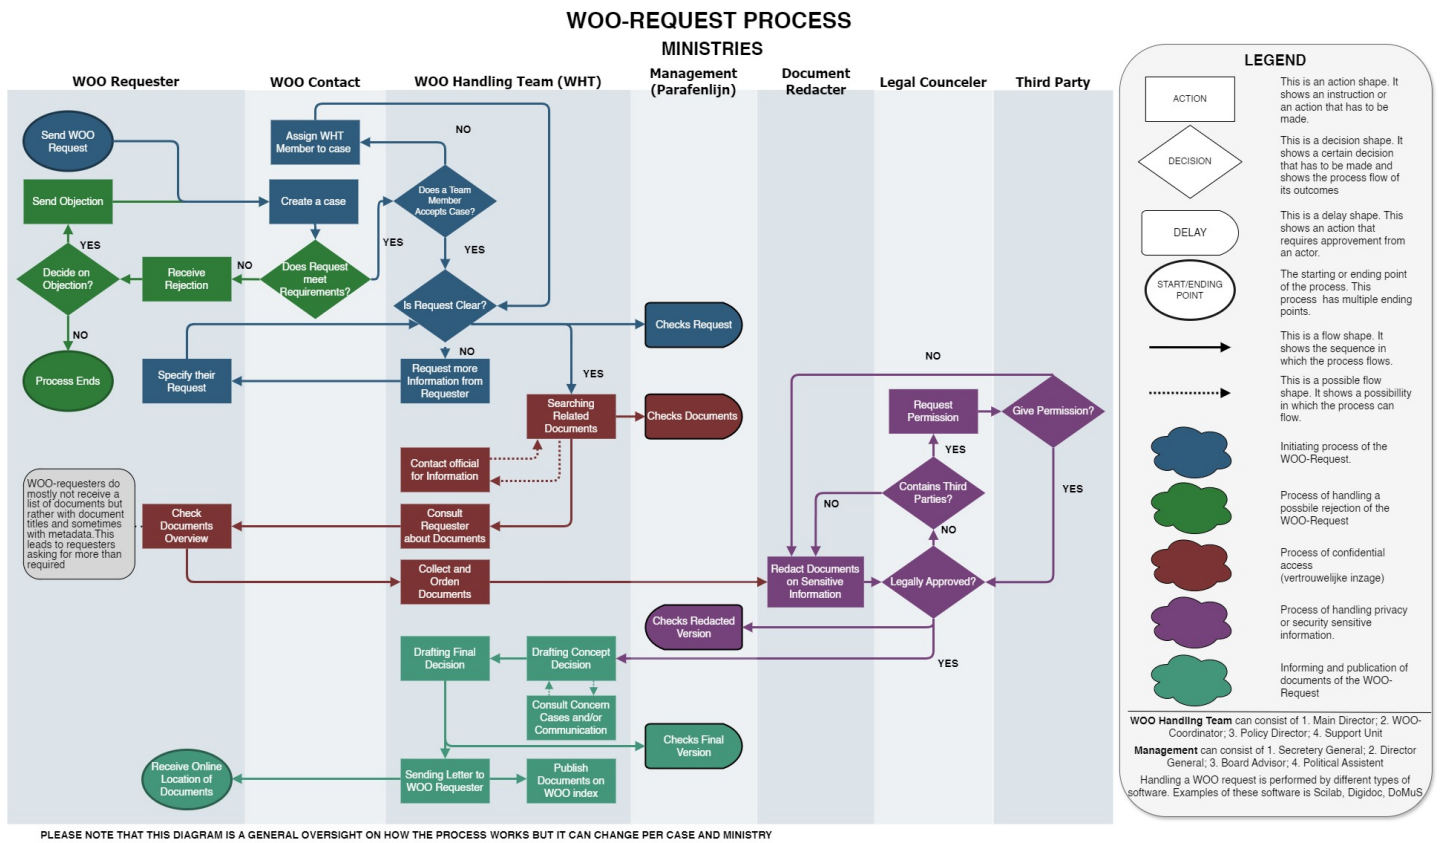 WOO-REQUEST PROCESS
MINISTRIES
WOO Requester
WOO Contact
WOO Handling Team (WHT)
Management
(Parafenlijn)
Document
Redacter
Legal Counceler
Third Party
Send WOO
Request
Assign WHT
Member to case
NO
Send Objection
Create a case
Does a Team
Member
Accepts Case?
YES
YES
YES
Decide on
Objection?
Receive
Rejection
NO
Does Request
meet
Requirements?
Is Request Clear?
NO
Checks Request
NO
Process Ends
Specify their
Request
Request more
Information from
Requester
YES
Searching
Related
Documents
Checks Documents
NO
Request
Permission
Give Permission?
YES
Contact official
for Information
Contains Third
Parties?
YES
NO
WOO-requesters do
mostly not receive a
list of documents but
rather with document
titles and sometimes
with metadata.This
leads to requesters
asking for more than
required
Check
Documents
Overview
Consult
Requester
about Documents
NO
Collect and
Orden
Documents
Redact Documents
on Sensitive
Information
Legally Approved?
Checks Redacted
Version
YES
Drafting Final
Decision
Drafting Concept
Decision
Consult Concern
Cases and/or
Communication
Checks Final
Version
Receive Online
Location of
Documents
Sending Letter to
WOO Requester
Publish
Documents on
WOO index
PLEASE NOTE THAT THIS DIAGRAM IS A GENERAL OVERSIGHT ON HOW THE PROCESS WORKS BUT IT CAN CHANGE PER CASE AND MINISTRY
LEGEND
ACTION
This is an action shape. It
shows an instruction or
an action that has to be
made.
DECISION
This is a decision shape. It
shows a certain decision
that has to be made and
shows the process flow of
its outcomes
DELAY
This is a delay shape. This
shows an action that
requires approvement from
an actor.
START/ENDING
POINT
The starting or ending point
of the process. This
process has multiple ending
points.
This is a flow shape. It
shows the sequence in
which the process flows.
This is a possible flow
shape. It shows a possibility
in which the process can
flow.
Initiating process of the
WOO-Request.
Process of handling a
possbile rejection of the
WOO-Request
Process of confidential
access
(vertrouwelijke inzage)
Process of handling privacy
or security sensitive
information.
Informing and publication of
documents of the WOO-
Request
WOO Handling Team can consist of 1. Main Director; 2. WOO-
Coordinator; 3. Policy Director; 4. Support Unit
Management can consist of 1. Secretery General; 2. Director
General; 3. Board Advisor; 4. Political Assistent
Handling a WOO request is performed by different types of
software. Examples of these software is Scilab, Digidoc, DoMuS